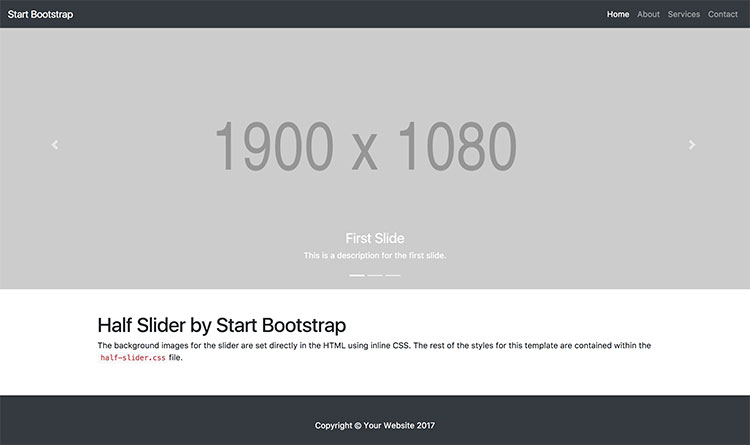 Start Bootstrap
Home About Services Contact
1900 x 1080
First Slide
This is a description for the first slide.
Half Slider by Start Bootstrap
The background images for the slider are set directly in the HTML using inline CSS. The rest of the styles for this template are contained within the
half-slider.css file.
Copyright © Your Website 2017